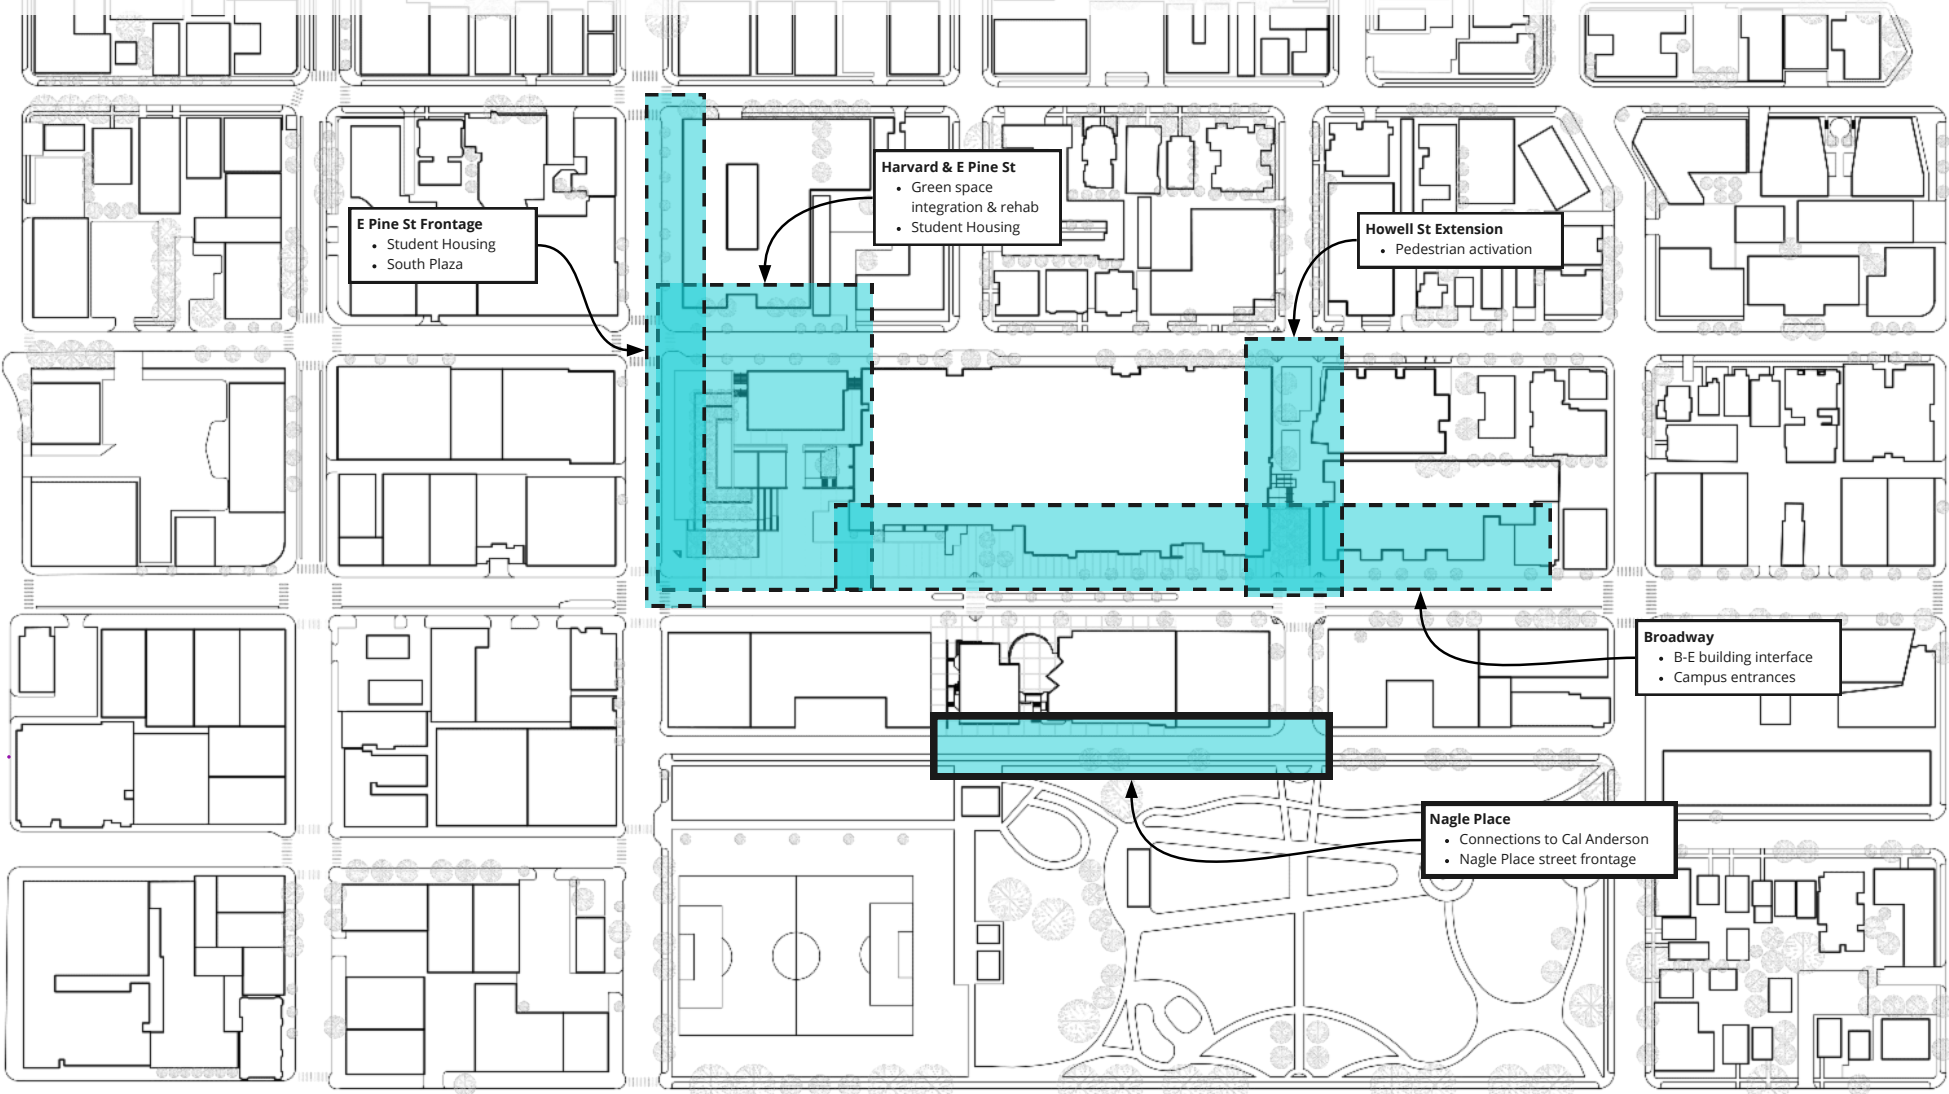 Harvard & E Pine St
• Green space
integration & rehab
• Student Housing
E Pine St Frontage
• Student Housing
• South Plaza
Howell St Extension
• Pedestrian activation
Broadway
• B-E building interface
• Campus entrances
Nagle Place
• Connections to Cal Anderson
• Nagle Place street frontage